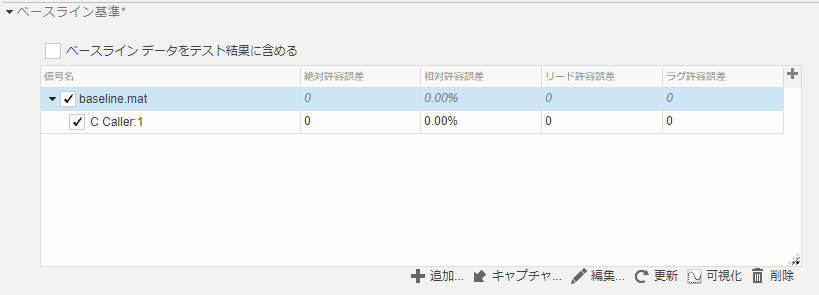 ベースライン基準*
ベースライン データをテスト結果に含める
信号名 絶対許容誤差 相対許容誤差 リード許容誤差 ラグ許容誤差
baseline.mat 0 0.00% 0 0
C Caller:1 0 0.00% 0 0
追加... キャプチャ... 編集... 更新 可視化 削除